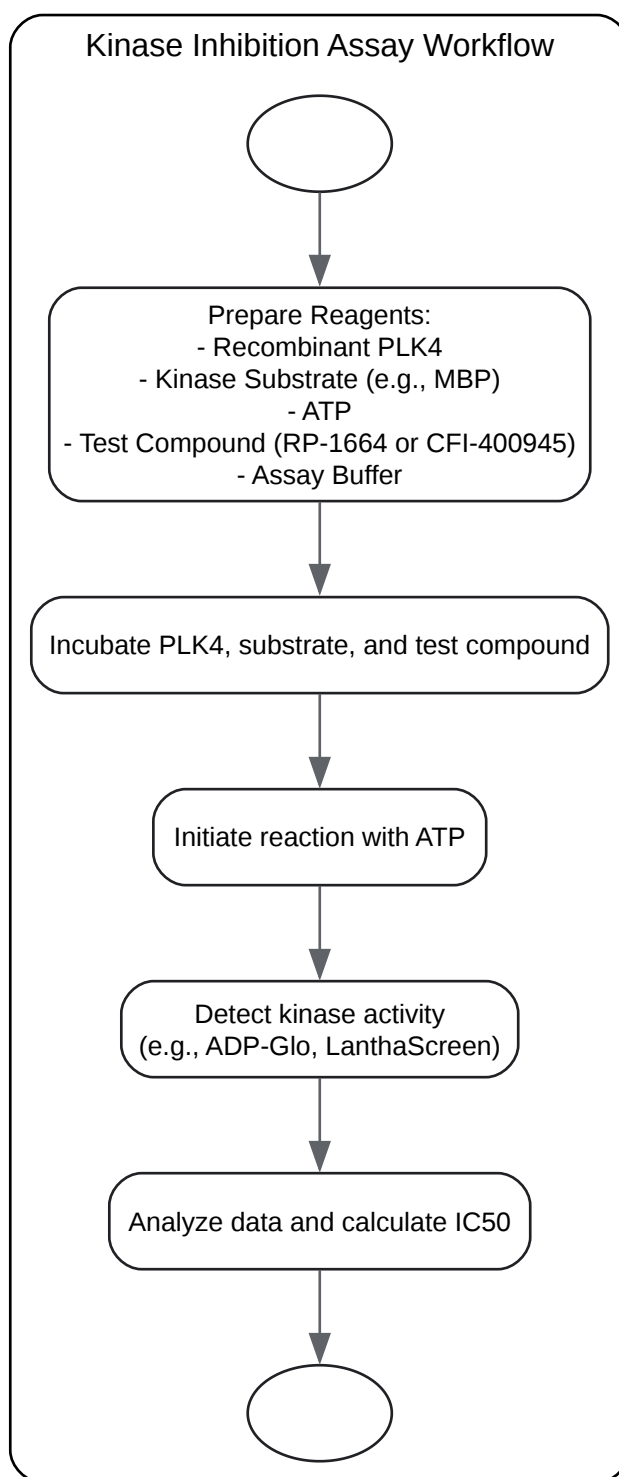 Kinase Inhibition Assay Workflow
Prepare Reagents:
- Recombinant PLK4
- Kinase Substrate (e.g., MBP)
- ATP
- Test Compound (RP-1664 or CFI-400945)
- Assay Buffer
Incubate PLK4, substrate, and test compound
Initiate reaction with ATP
Detect kinase activity
(e.g., ADP-Glo, LanthaScreen)
Analyze data and calculate IC50